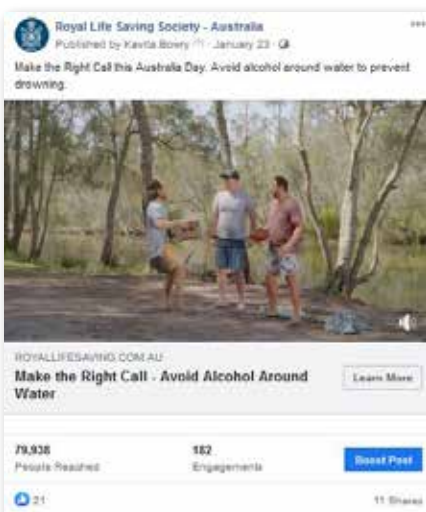 Royal Life Saving Society - Australia
Published by Kavita Bowry · January 23 ·
Make the Right Call this Australia Day. Avoid alcohol around water to prevent
drowning.
ROYALLIFESAVING.COM.AU
Make the Right Call - Avoid Alcohol Around
Water
Learn More
79,938
People Reached
182
Engagements
Boost Post
21
11 Shares